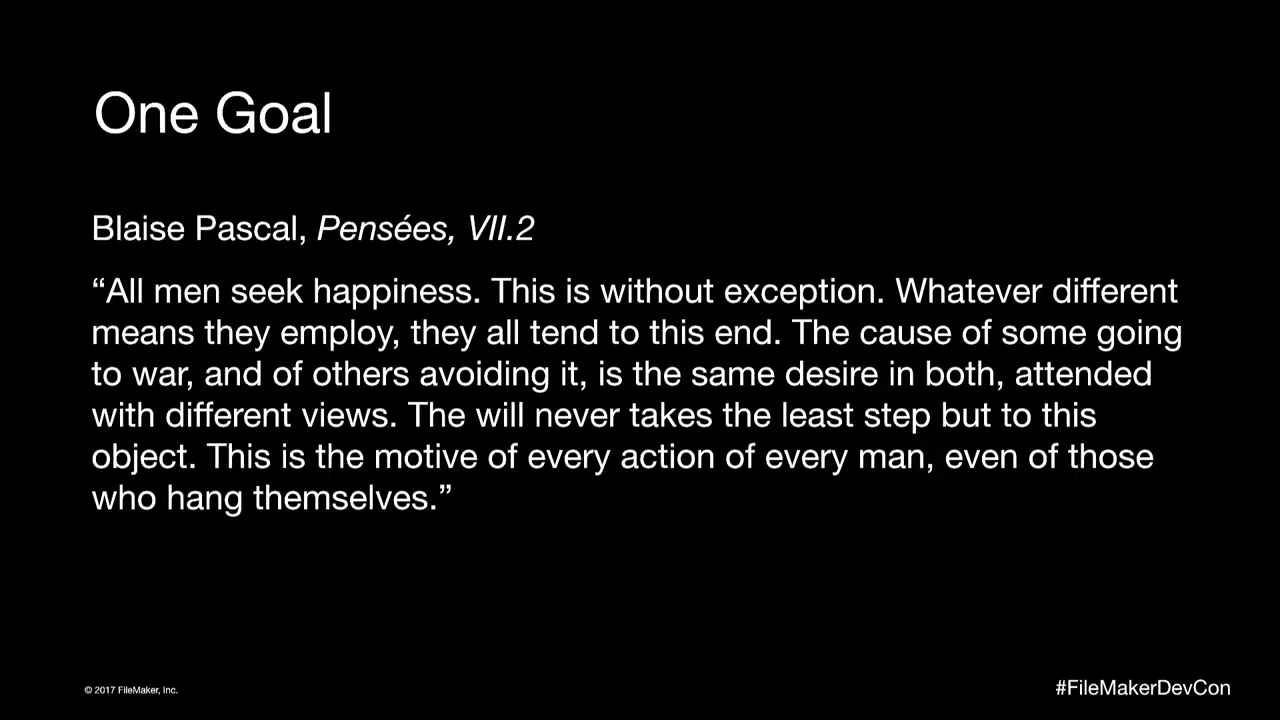 One Goal
Blaise Pascal, Pensées, VII.2
“All men seek happiness. This is without exception. Whatever different
means they employ, they all tend to this end. The cause of some going
to war, and of others avoiding it, is the same desire in both, attended
with different views. The will never takes the least step but to this
object. This is the motive of every action of every man, even of those
who hang themselves.”
© 2017 FileMaker, Inc.
#FileMakerDevCon